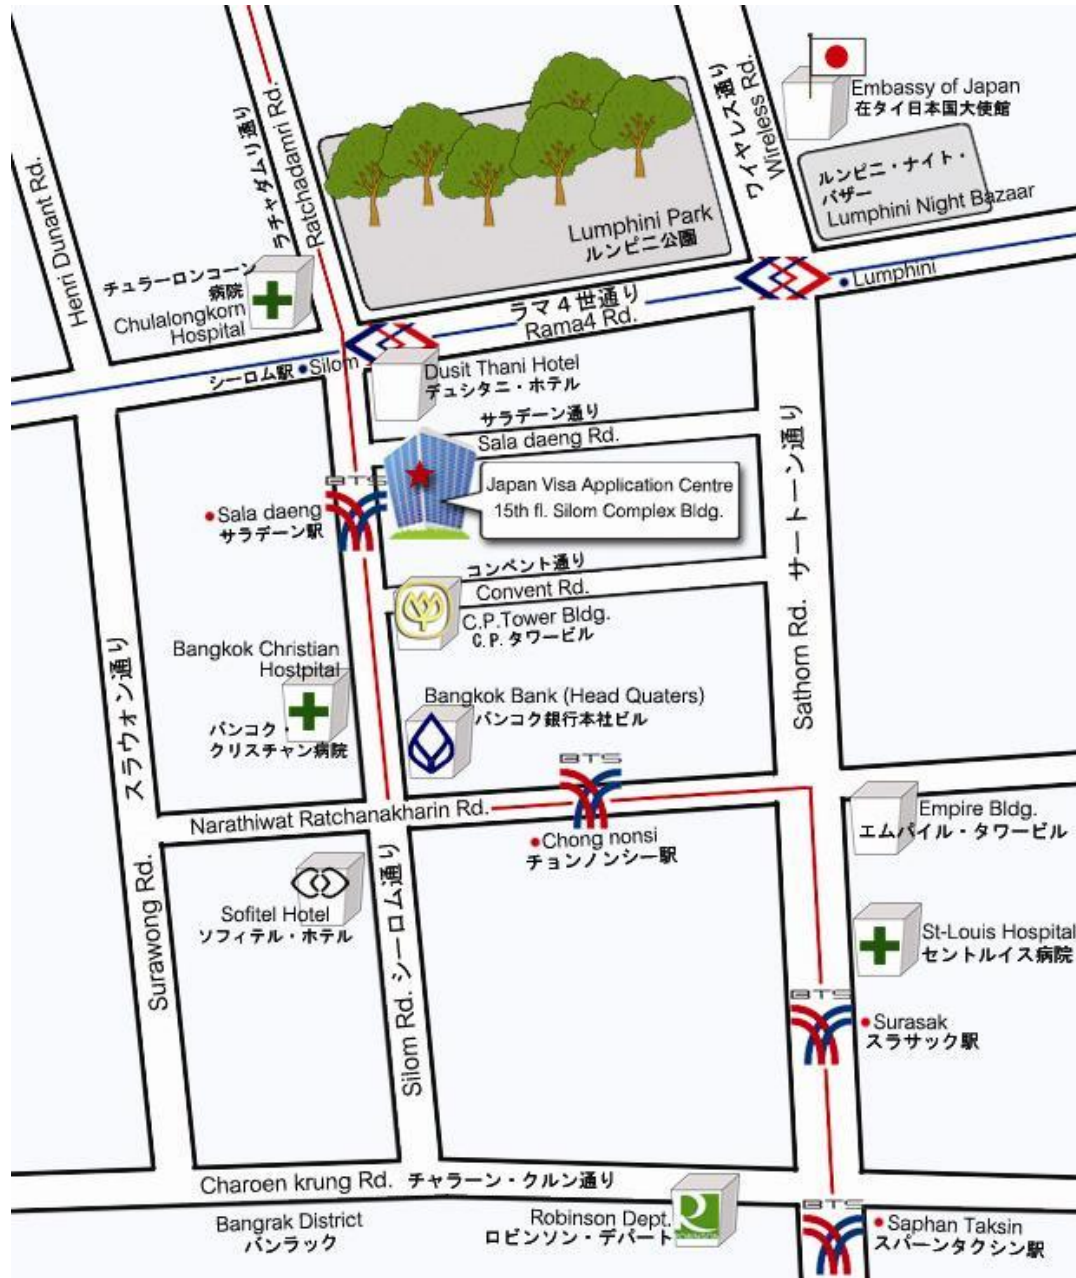 Embassy of Japan
在タイ日本国大使館
ワイヤレス通り
Wireless Rd.
ルンピニ・ナイト・
バザー
Lumphini Night Bazaar
ラチャダムリ通り
Ratchadamri Rd.
Henri Dunant Rd.
Lumphini Park
ルンピニ公園
チュラーロンコーン
病院
Chulalongkorn
Hospital
Lumphini
ラマ４世通り
Rama4 Rd.
シーロム駅
Silom
Dusit Thani Hotel
デュシタニ・ホテル
サラデーン通り
Sala daeng Rd.
BTS
Sala daeng
サラデーン駅
Japan Visa Application Centre
15th fl. Silom Complex Bldg.
コンベント通り
Convent Rd.
C.P.Tower Bldg.
C.P.タワービル
サートーン通り
Sathorn Rd.
Bangkok Christian
Hostpital
バンコク・
クリスチャン病院
Bangkok Bank (Head Quaters)
バンコク銀行本社ビル
スラウォン通り
Surawong Rd.
BTS
Narathiwat Ratchanakharin Rd.
Chong nonsi
チョンノンシー駅
Empire Bldg.
エムパイル・タワービル
Sofitel Hotel
ソフィテル・ホテル
シーロム通り
Silom Rd.
St-Louis Hospital
セントルイス病院
BTS
Surasak
スラサック駅
Charoen krung Rd.
チャラーン・クルン通り
Bangrak District
バンラック
Robinson Dept.
ロビンソン・デパート
R
BTS
Saphan Taksin
スパーンタクシン駅